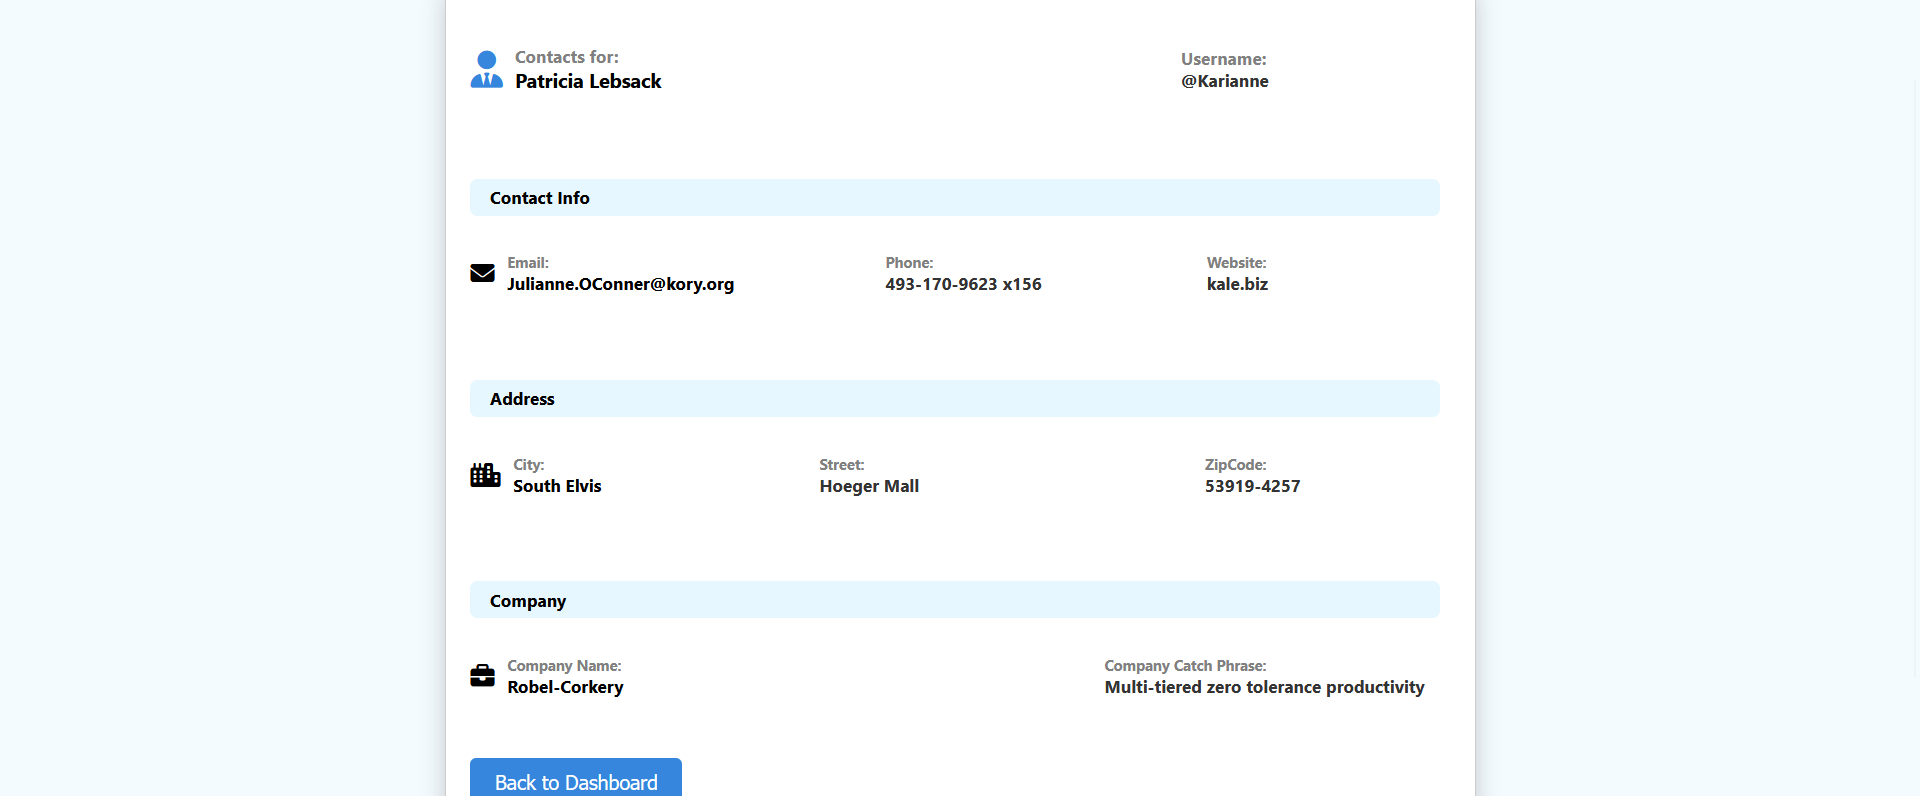 Contacts for:
Patricia Lebsack
Username:
@Karianne
Contact Info
Email:
Julianne.OConner@kory.org
Phone:
493-170-9623 x156
Website:
kale.biz
Address
City:
South Elvis
Street:
Hoeger Mall
ZipCode:
53919-4257
Company
Company Name:
Robel-Corkery
Company Catch Phrase:
Multi-tiered zero tolerance productivity
Back to Dashboard